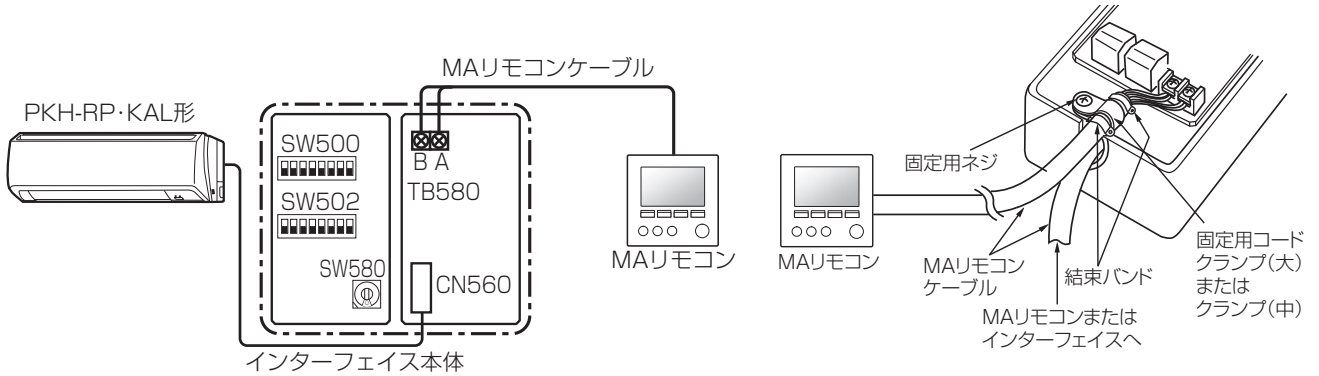 MAリモコンケーブル
PKH-RP・KAL形
SW500
SW502
SW580
B A
TB580
CN560
インターフェイス本体
MAリモコン
MAリモコン
固定用ネジ
MAリモコン
ケーブル
結束バンド
MAリモコンまたは
インターフェイスへ
固定用コード
クランプ(大)
または
クランプ(中)